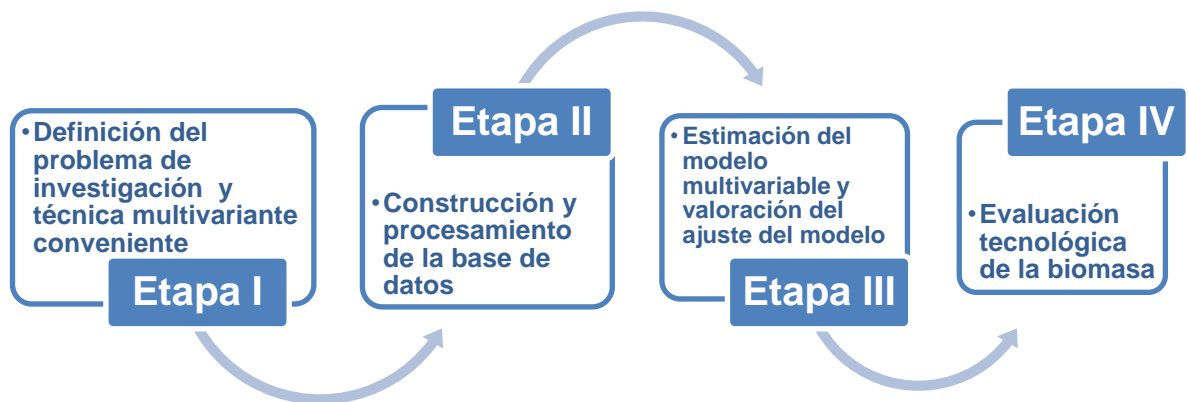 •Definición del
problema de
investigación y
técnica multivariante
conveniente
Etapa I
Etapa II
•Construcción y
procesamiento
de la base de
datos
•Estimación del
modelo
multivariable y
valoración del
ajuste del modelo
Etapa III
Etapa IV
•Evaluación
tecnológica
de la biomasa